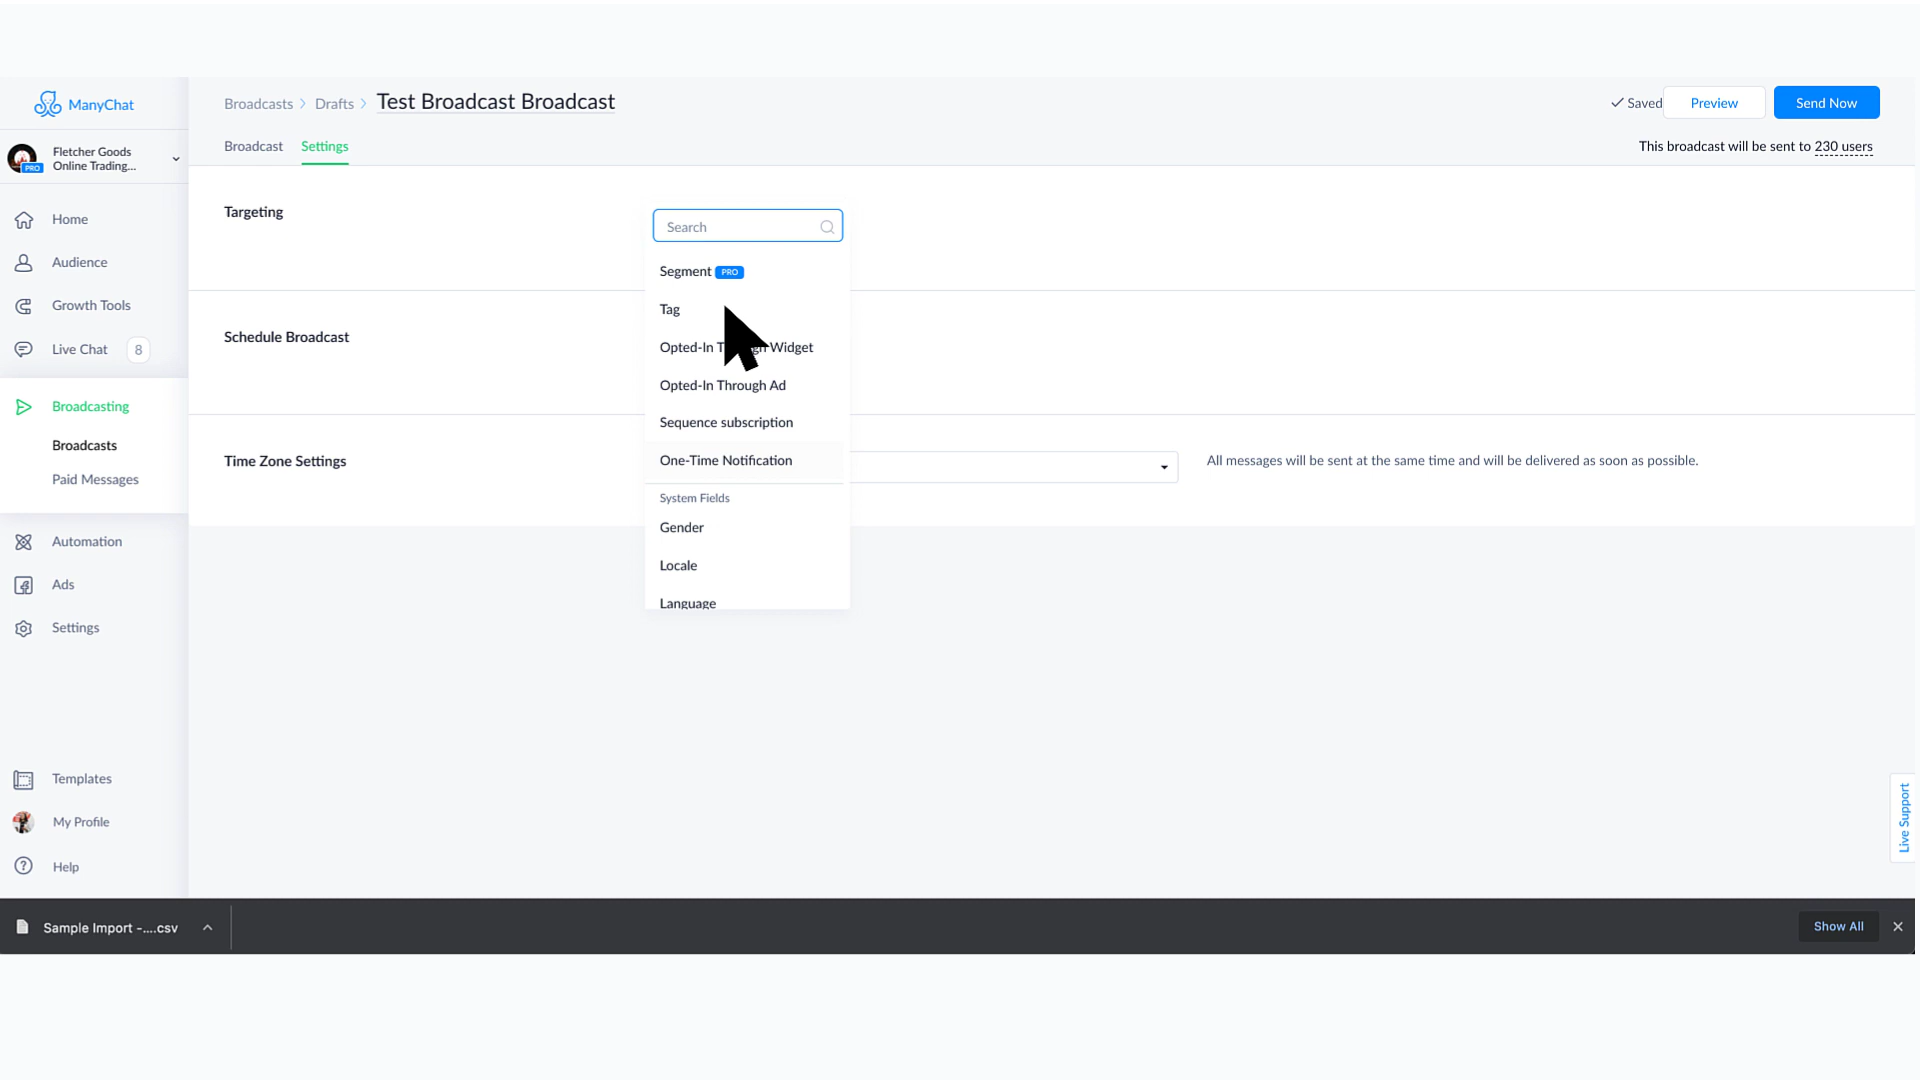 ManyChat
Broadcasts > Drafts > Test Broadcast Broadcast
Saved
Preview
Send Now
Fletcher Goods
Online Trading...
PRO
Broadcast
Settings
This broadcast will be sent to 230 users
Home
Audience
Growth Tools
Live Chat
8
Broadcasting
Broadcasts
Paid Messages
Automation
Ads
Settings
Templates
My Profile
Help
Targeting
Search
Segment PRO
Tag
Opted-In Widget
Opted-In Through Ad
Sequence subscription
One-Time Notification
System Fields
Gender
Locale
Language
Schedule Broadcast
Time Zone Settings
All messages will be sent at the same time and will be delivered as soon as possible.
Live Support
Sample Import -....csv
Show All